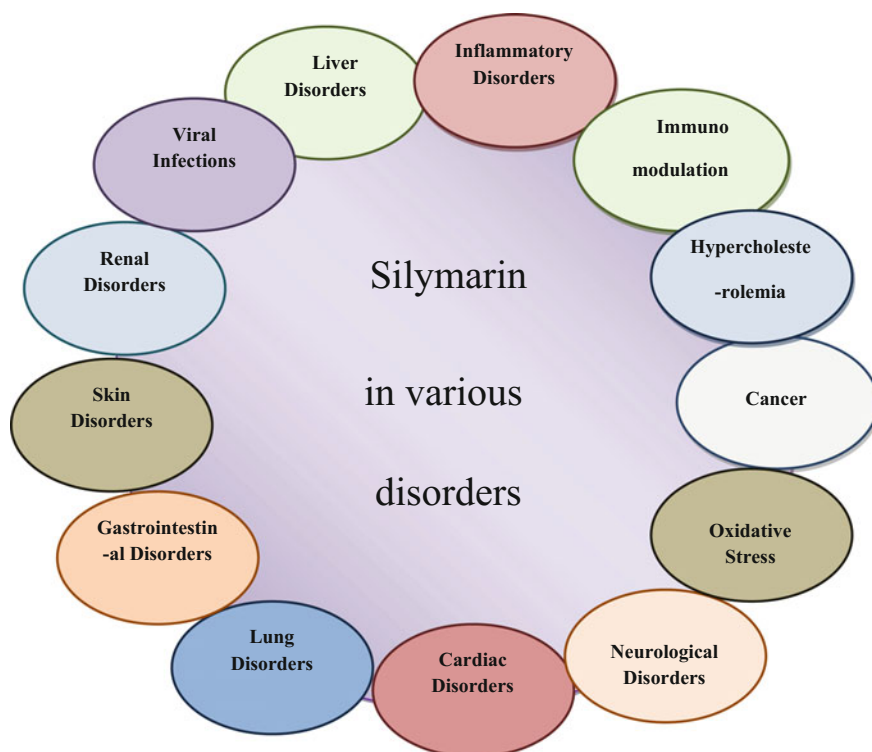 Silymarin
in various
disorders
Liver
Disorders
Inflammatory
Disorders
Immuno
modulation
Hypercholeste
-rolemia
Cancer
Oxidative
Stress
Neurological
Disorders
Cardiac
Disorders
Lung
Disorders
Gastrointestin
-al Disorders
Skin
Disorders
Renal
Disorders
Viral
Infections